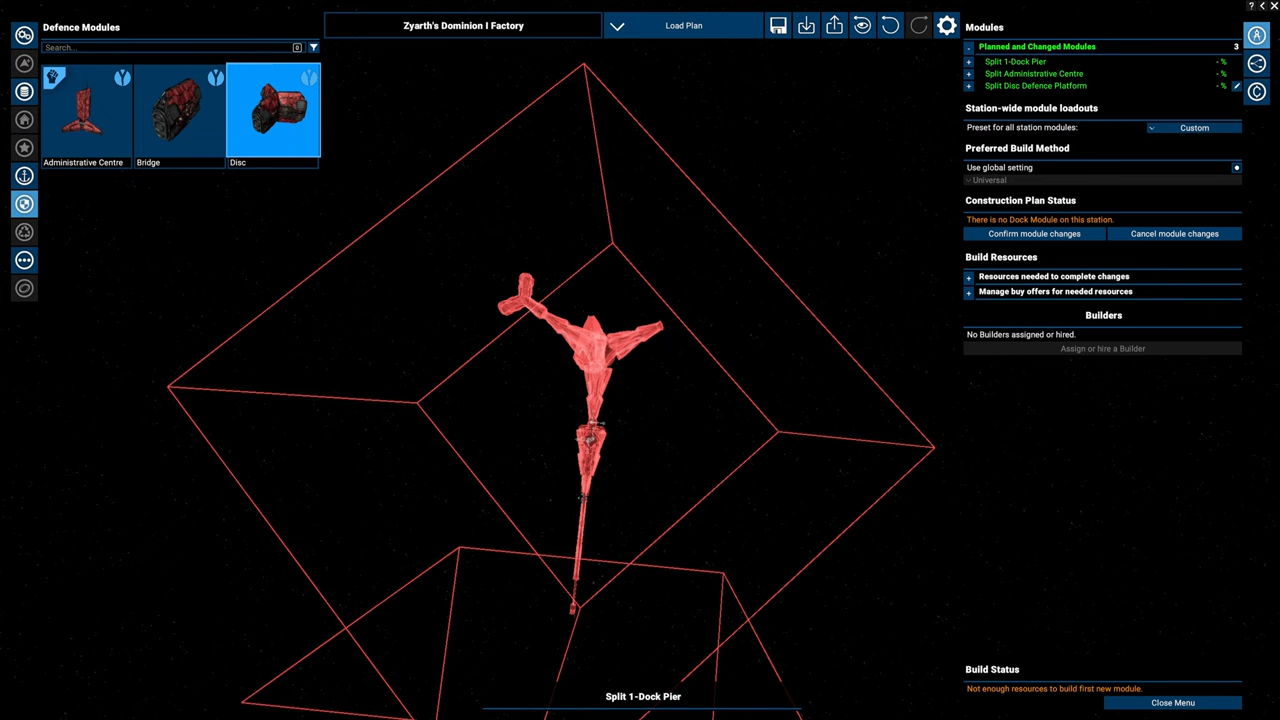 Defence Modules
Search...
0
Administrative Centre
Bridge
Disc
Zyarth's Dominion I Factory
Load Plan
?
Modules
- Planned and Changed Modules 3
+ Split 1-Dock Pier - %
+ Split Administrative Centre - %
+ Split Disc Defence Platform - %
Station-wide module loadouts
Preset for all station modules: Custom
Preferred Build Method
Use global setting
Universal
Construction Plan Status
There is no Dock Module on this station.
Confirm module changes Cancel module changes
Build Resources
+ Resources needed to complete changes
+ Manage buy offers for needed resources
Builders
No Builders assigned or hired.
Assign or hire a Builder
Split 1-Dock Pier
Build Status
Not enough resources to build first new module.
Close Menu